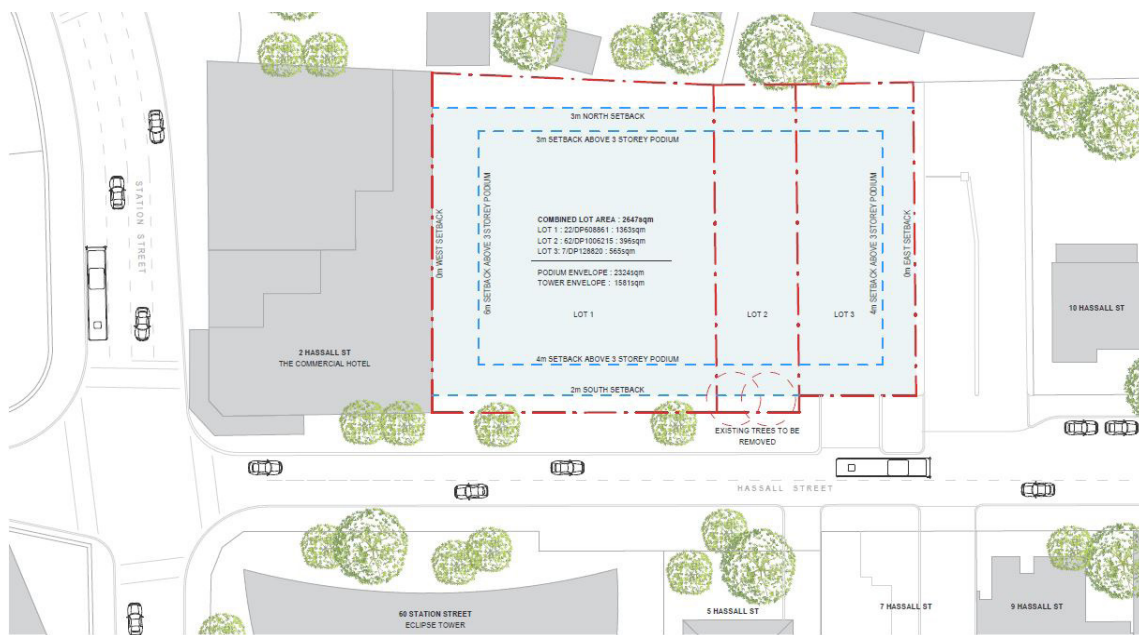 3m NORTH SETBACK
3m SETBACK ABOVE 3 STOREY PODIUM
STATION STREET
0m WEST SETBACK
6m SETBACK ABOVE 3 STOREY PODIUM
COMBINED LOT AREA : 2647sqm
LOT 1 : 22/DP608861 : 1363sqm
LOT 2 : 62/DP1006215 : 396sqm
LOT 3: 7/DP128820 : 565sqm
PODIUM ENVELOPE : 2324sqm
TOWER ENVELOPE : 1581sqm
4m SETBACK ABOVE 3 STOREY PODIUM
0m EAST SETBACK
LOT 1
LOT 2
LOT 3
10 HASSALL ST
2 HASSALL ST
THE COMMERCIAL HOTEL
4m SETBACK ABOVE 3 STOREY PODIUM
2m SOUTH SETBACK
EXISTING TREES TO BE
REMOVED
HASSALL STREET
60 STATION STREET
ECLIPSE TOWER
5 HASSALL ST
7 HASSALL ST
9 HASSALL ST